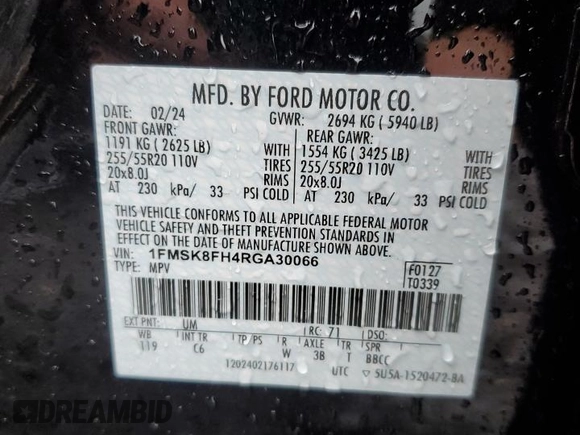 MFD. BY FORD MOTOR CO.
DATE: 02/24 GVWR: 2694 KG ( 5940 LB)
FRONT GAWR: REAR GAWR:
1191 KG ( 2625 LB) WITH 1554 KG ( 3425 LB) WITH
255/55R20 110V TIRES 255/55R20 110V TIRES
20x8.0J RIMS 20x8.0J RIMS
AT 230 kPa/ 33 PSI COLD AT 230 kPa/ 33 PSI COLD
THIS VEHICLE CONFORMS TO ALL APPLICABLE FEDERAL MOTOR
VEHICLE SAFETY AND THEFT PREVENTION STANDARDS IN
EFFECT ON THE DATE OF MANUFACTURE SHOWN ABOVE.
VIN: 1FMSK8FH4RGA30066
TYPE: MPV
F0127
T0339
EXT PNT: UM RC: 71 DSO:
WB INT TR TP/PS R AXLE TR SPR
119 C6 W 3B T BBCC
1202402176117 UTC ▽ 5U5A-1520472-BA
DREAMBID